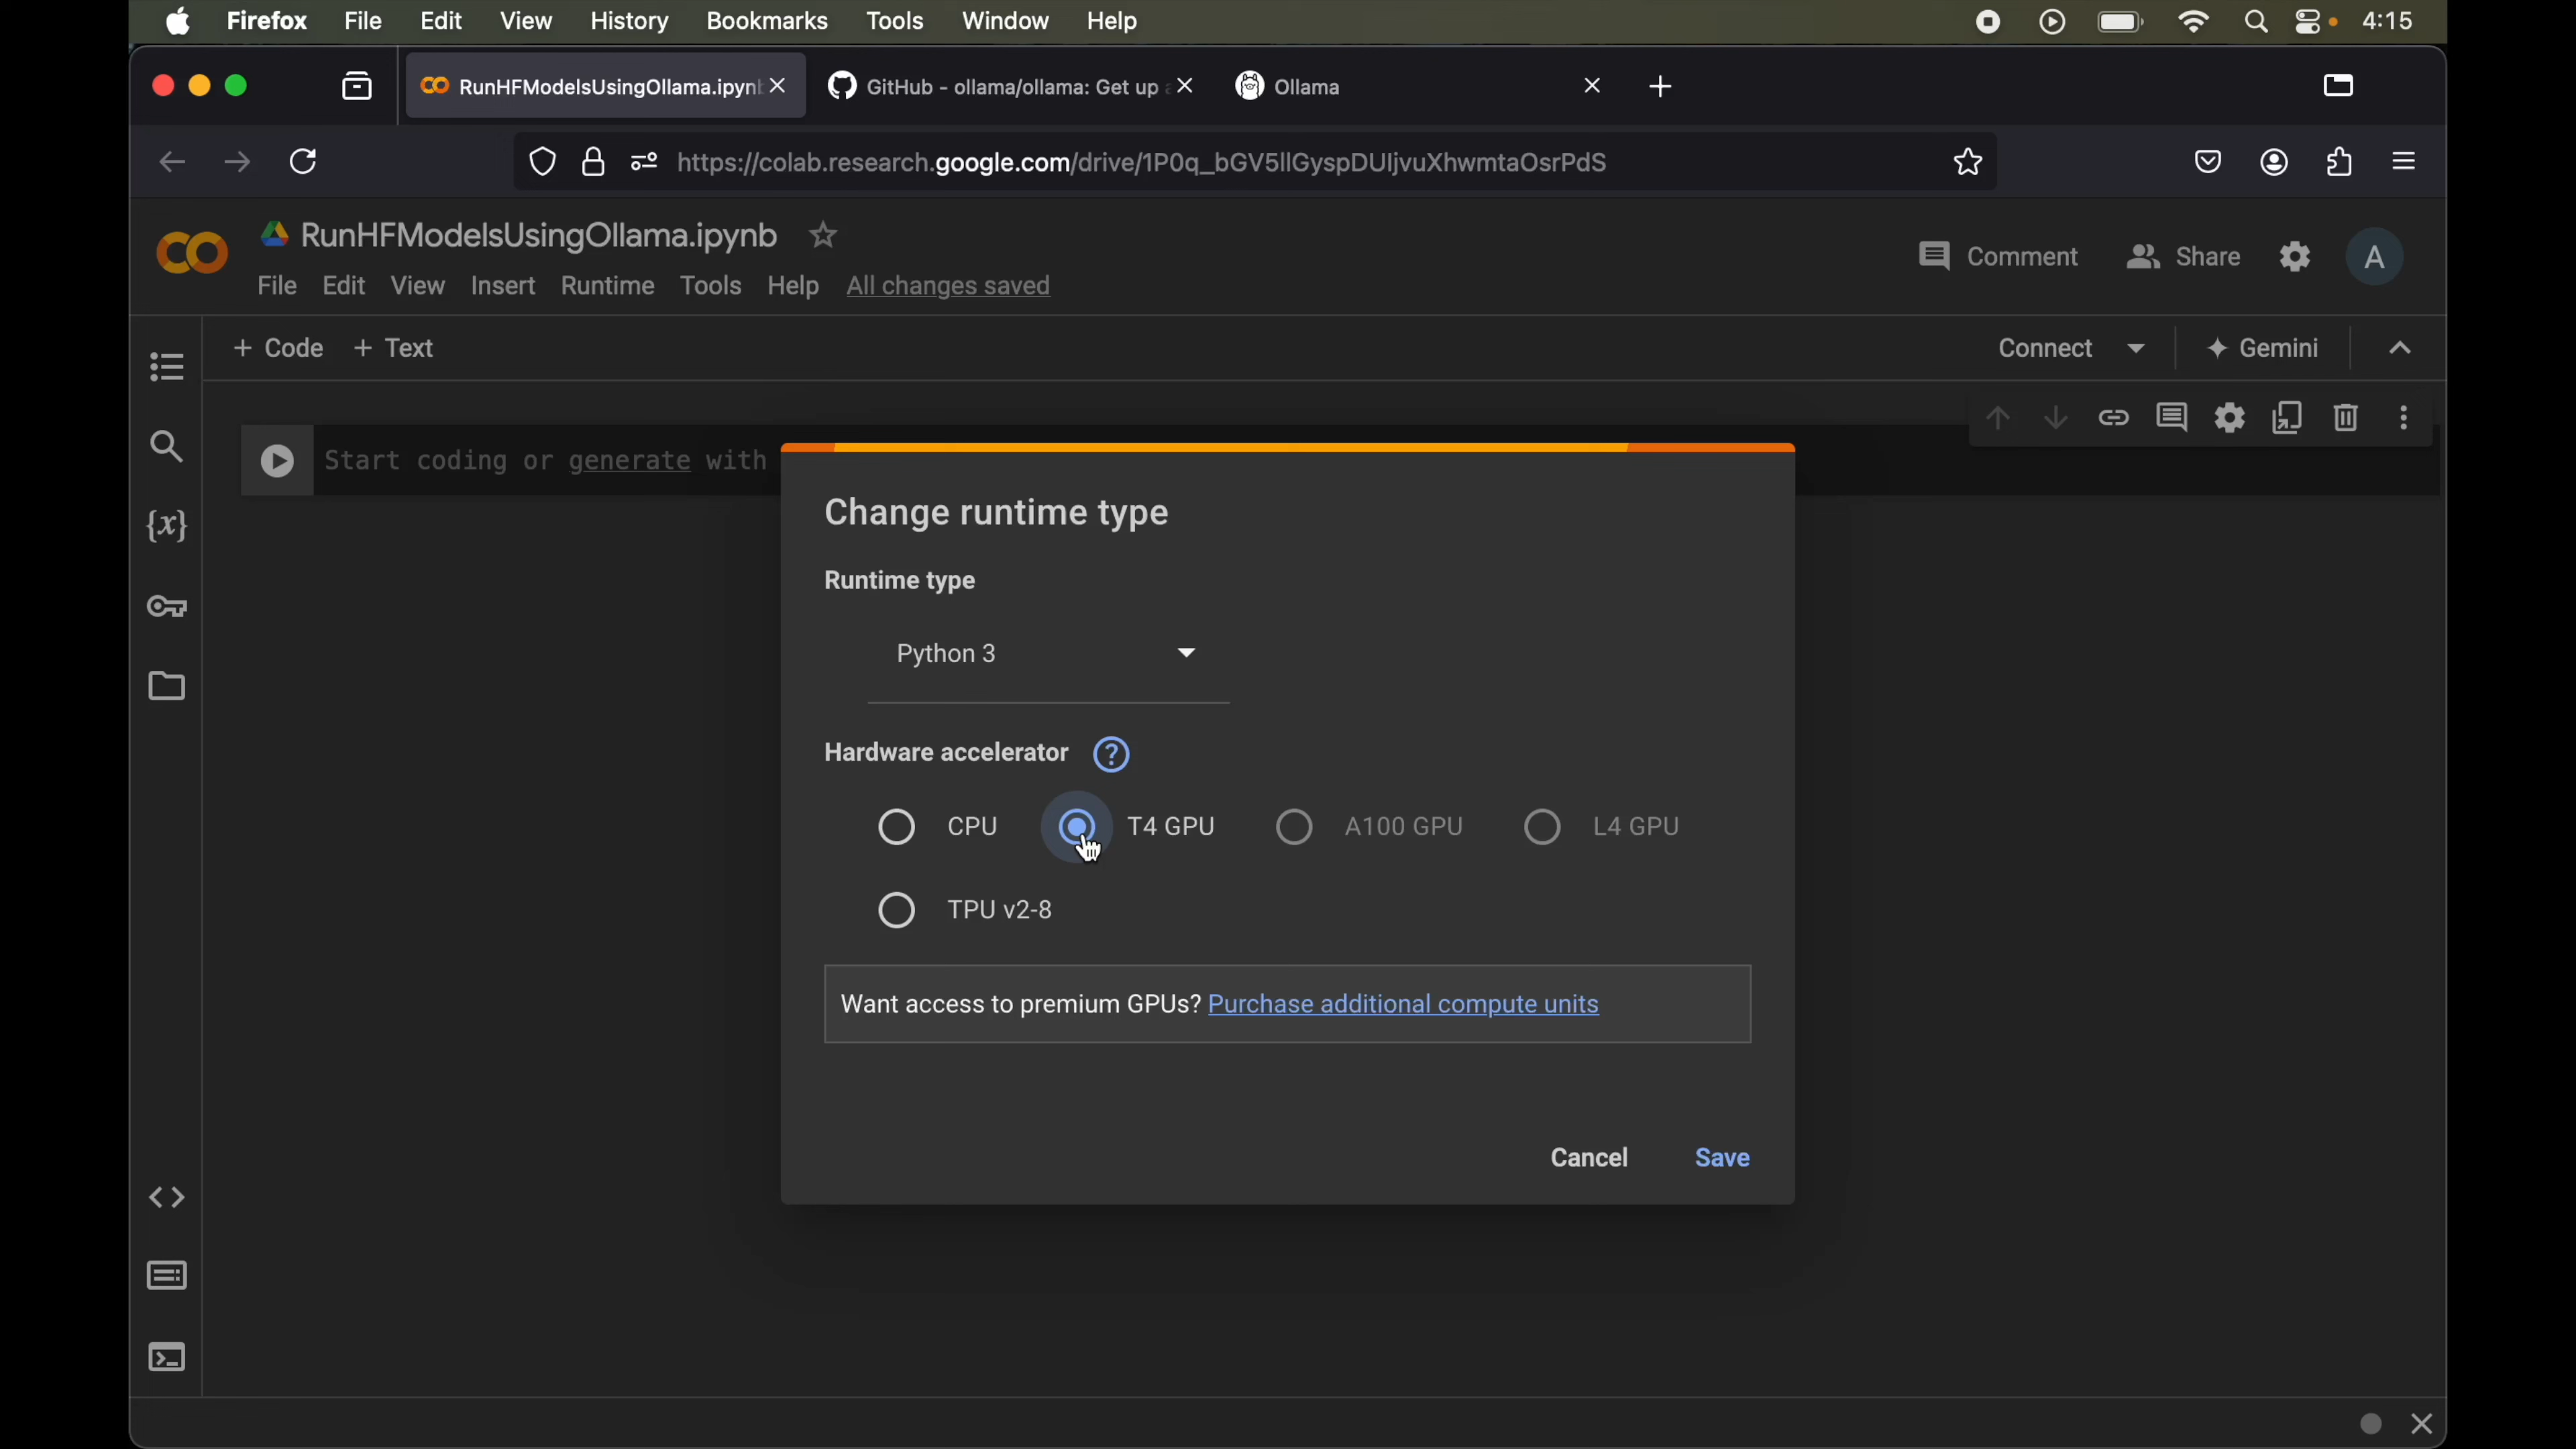 Firefox File Edit View History Bookmarks Tools Window Help 4:15
RunHFModelsUsingOllama.ipynb GitHub - ollama/ollama: Get up a Ollama
https://colab.research.google.com/drive/1P0q_bGV5llGyspDUljvuXhwmtaOsrPdS
RunHFModelsUsingOllama.ipynb
Comment Share A
File Edit View Insert Runtime Tools Help All changes saved
+ Code + Text Connect Gemini
Start coding or generate with
Change runtime type
Runtime type
Python 3
Hardware accelerator ?
CPU T4 GPU A100 GPU L4 GPU
TPU v2-8
Want access to premium GPUs? Purchase additional compute units
Cancel Save